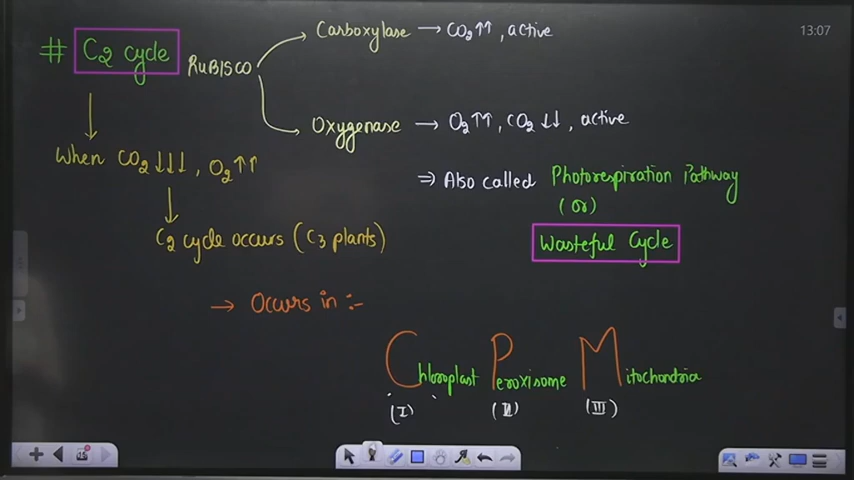 13:07
# C2 cycle
RuBISCO
Carboxylase → CO2↑↑, active
Oxygenase → O2↑↑, CO2↓↓, active
When CO2↓↓↓, O2↑↑
C2 cycle occurs (C3 plants)
⇒ Also called Photorespiration Pathway
(or)
Wasteful Cycle
→ Occurs in :-
Chloroplast Peroxisome Mitochondria
(I) (II) (III)